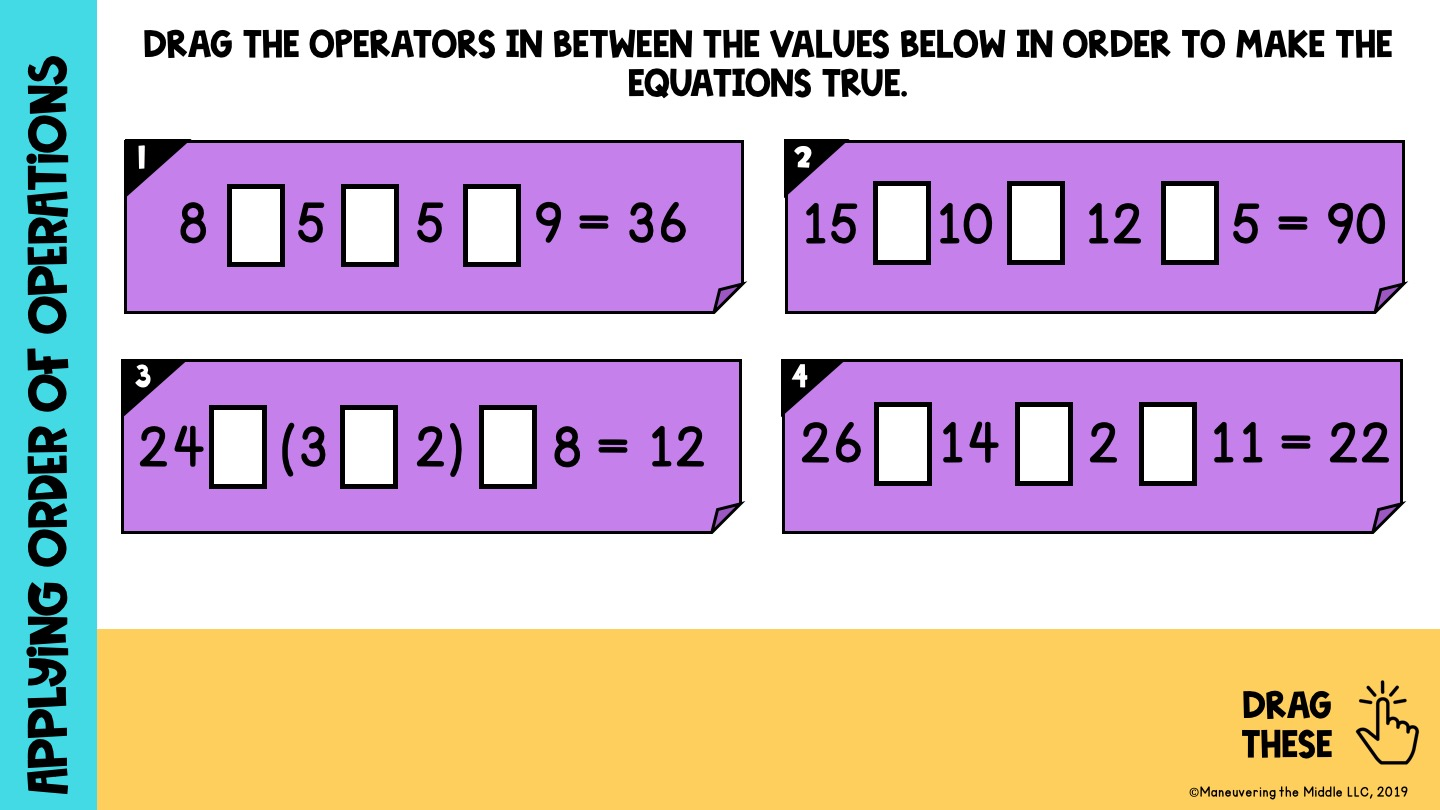 APPLYING ORDER OF OPERATIONS
DRAG THE OPERATORS IN BETWEEN THE VALUES BELOW IN ORDER TO MAKE THE
EQUATIONS TRUE.
1
8 5 5 9 = 36
2
15 10 12 5 = 90
3
24 (3 2) 8 = 12
4
26 14 2 11 = 22
DRAG
THESE
©Maneuvering the Middle LLC, 2019